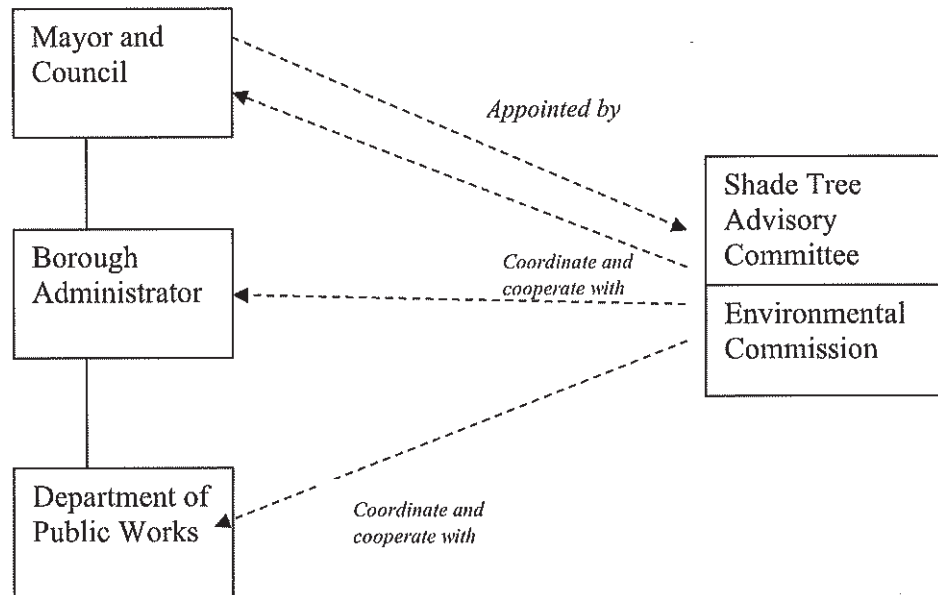 Mayor and
Council
Appointed by
Shade Tree
Advisory
Committee
Borough
Administrator
Coordinate and
cooperate with
Environmental
Commission
Department of
Public Works
Coordinate and
cooperate with